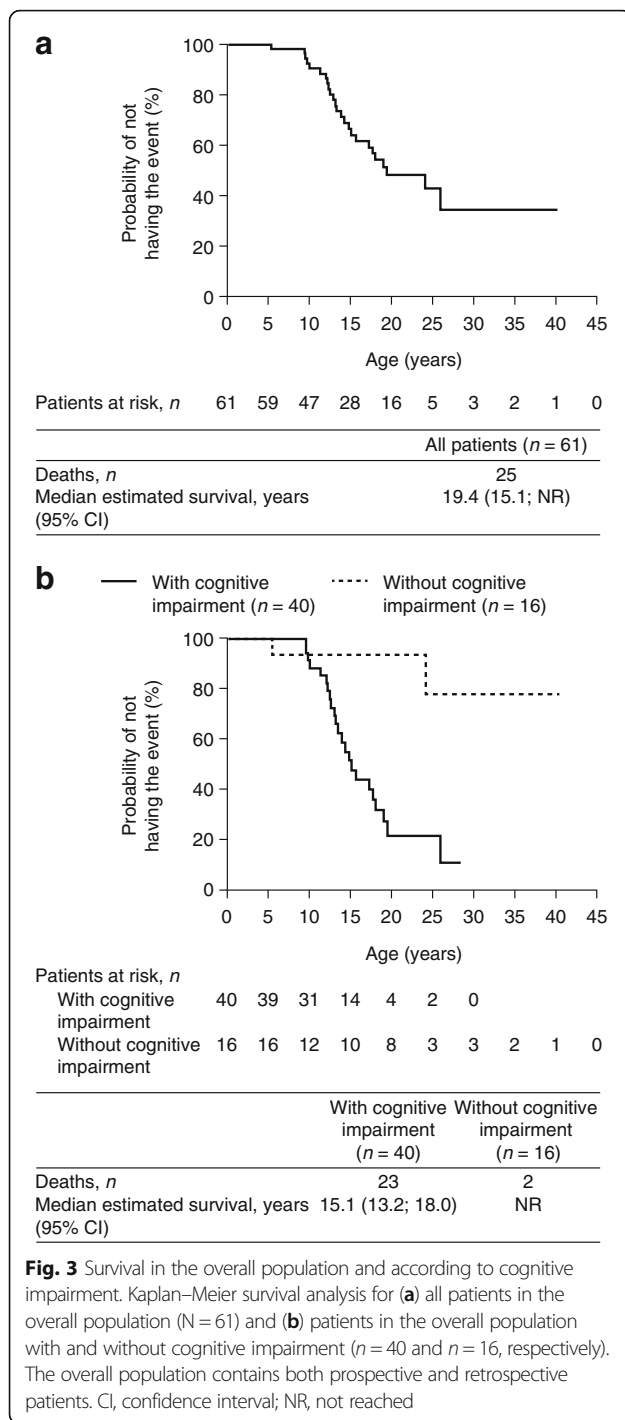 a
100
80
60
40
20
0
Probability of not
having the event (%)
0 5 10 15 20 25 30 35 40 45
Age (years)
Patients at risk, n 61 59 47 28 16 5 3 2 1 0
All patients (n = 61)
Deaths, n 25
Median estimated survival, years 19.4 (15.1; NR)
(95% CI)
b
With cognitive Without cognitive
impairment (n = 40) impairment (n = 16)
100
80
60
40
20
0
Probability of not
having the event (%)
0 5 10 15 20 25 30 35 40 45
Age (years)
Patients at risk, n
With cognitive 40 39 31 14 4 2 0
impairment
Without cognitive 16 16 12 10 8 3 3 2 1 0
impairment
With cognitive Without cognitive
impairment impairment
(n = 40) (n = 16)
Deaths, n 23 2
Median estimated survival, years 15.1 (13.2; 18.0) NR
(95% CI)
Fig. 3 Survival in the overall population and according to cognitive
impairment. Kaplan–Meier survival analysis for (a) all patients in the
overall population (N = 61) and (b) patients in the overall population
with and without cognitive impairment (n = 40 and n = 16, respectively).
The overall population contains both prospective and retrospective
patients. CI, confidence interval; NR, not reached